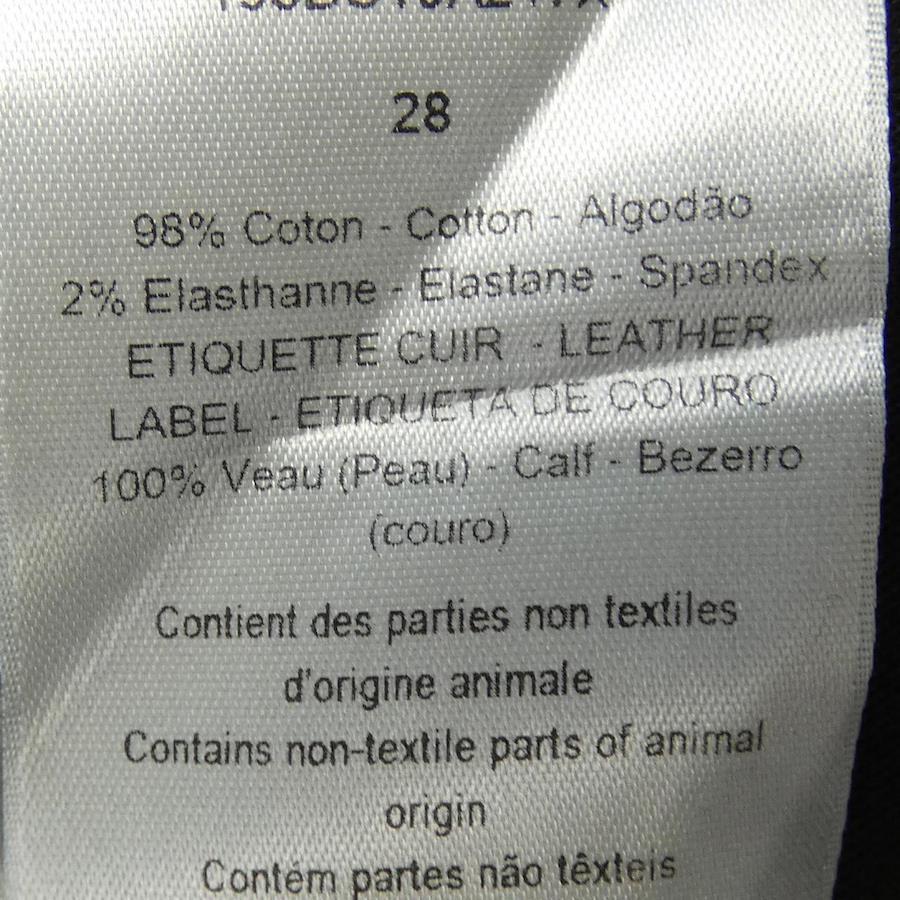 28
98% Coton - Cotton - Algodão
2% Elasthanne - Elastane - Spandex
ETIQUETTE CUIR - LEATHER
LABEL - ETIQUETA DE COURO
100% Veau (Peau) - Calf - Bezerro
(couro)
Contient des parties non textiles
d'origine animale
Contains non-textile parts of animal
origin
Contém partes não têxteis